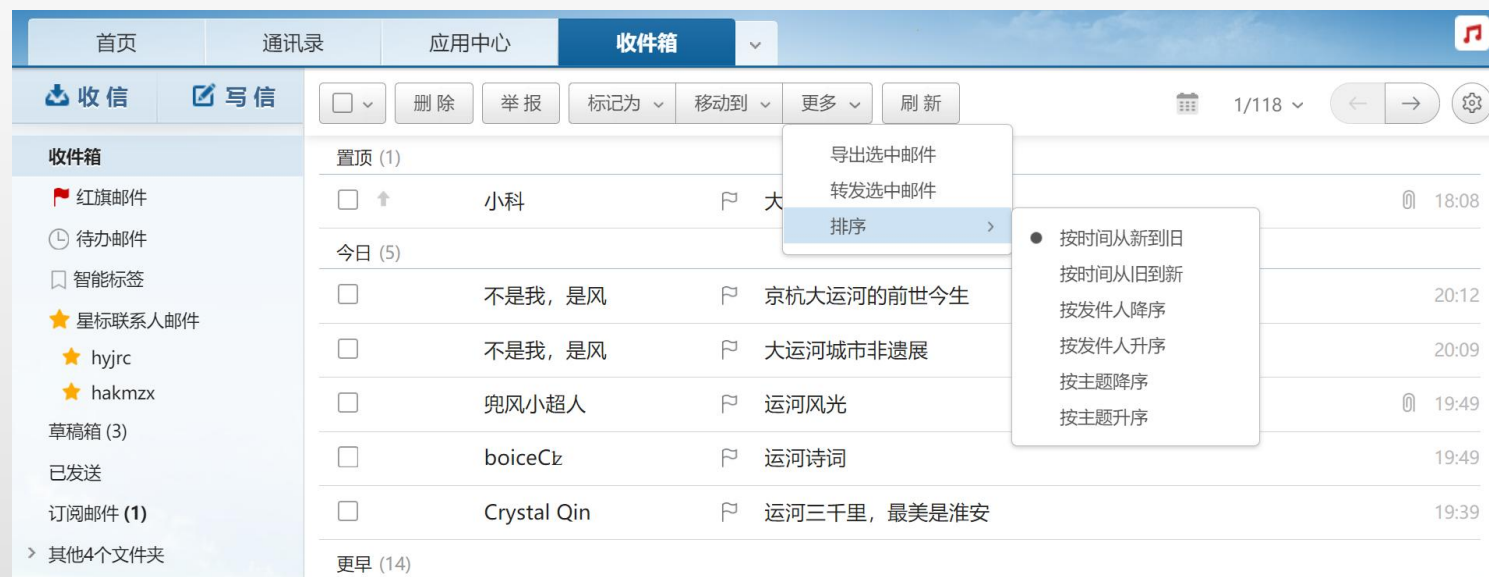 首页 通讯录 应用中心 收件箱
收信 写信 删除 举报 标记为 移动到 更多 刷新 1/118
收件箱
红旗邮件
待办邮件
智能标签
星标联系人邮件
hyjrc
hakmzx
草稿箱 (3)
已发送
订阅邮件 (1)
其他4个文件夹
导出选中邮件
转发选中邮件
排序
按时间从新到旧
按时间从旧到新
按发件人降序
按发件人升序
按主题降序
按主题升序
置顶 (1)
小科 大 18:08
今日 (5)
不是我，是风 京杭大运河的前世今生 20:12
不是我，是风 大运河城市非遗展 20:09
兜风小超人 运河风光 19:49
运河诗词 19:49
Crystal Qin 运河三千里，最美是淮安 19:39
更早 (14)